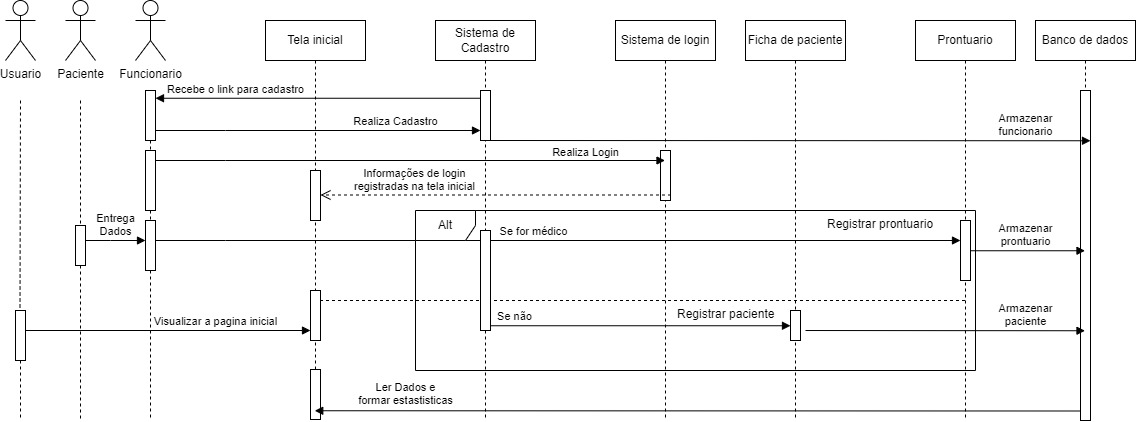 Usuario
Paciente
Funcionario
Tela inicial
Sistema de
Cadastro
Sistema de login
Ficha de paciente
Prontuario
Banco de dados
Recebe o link para cadastro
Realiza Cadastro
Armazenar
funcionario
Realiza Login
Informações de login
registradas na tela inicial
Entrega
Dados
Alt
Se for médico
Registrar prontuario
Armazenar
prontuario
Visualizar a pagina inicial
Se não
Registrar paciente
Armazenar
paciente
Ler Dados e
formar estastisticas